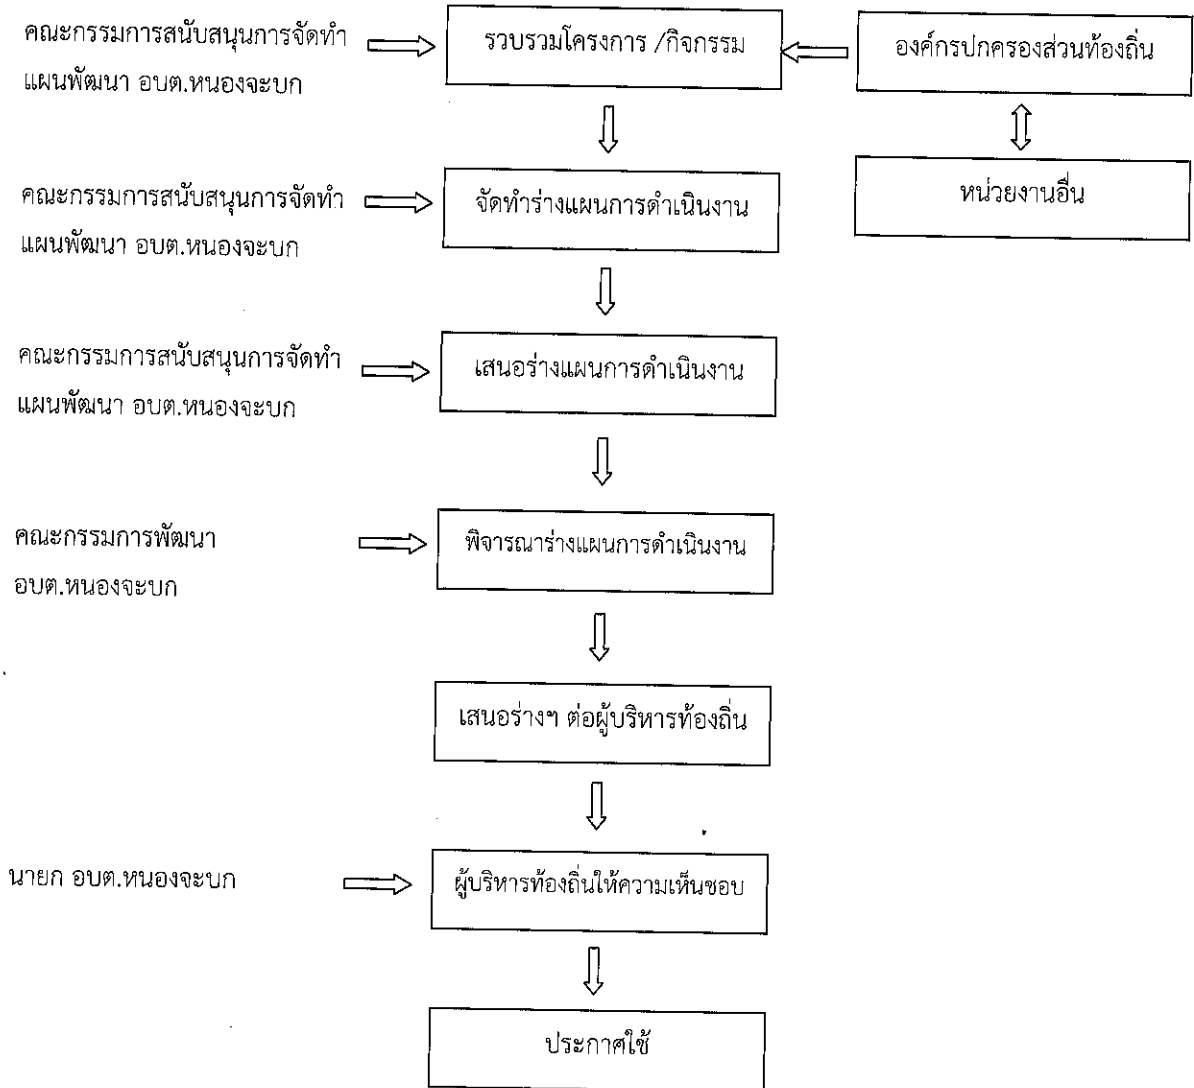 คณะกรรมการสนับสนุนการจัดทำ
แผนพัฒนา อบต.หนองจะบก
รวบรวมโครงการ /กิจกรรม
องค์กรปกครองส่วนท้องถิ่น
หน่วยงานอื่น
คณะกรรมการสนับสนุนการจัดทำ
แผนพัฒนา อบต.หนองจะบก
จัดทำร่างแผนการดำเนินงาน
คณะกรรมการสนับสนุนการจัดทำ
แผนพัฒนา อบต.หนองจะบก
เสนอร่างแผนการดำเนินงาน
คณะกรรมการพัฒนา
อบต.หนองจะบก
พิจารณาร่างแผนการดำเนินงาน
เสนอร่างฯ ต่อผู้บริหารท้องถิ่น
นายก อบต.หนองจะบก
ผู้บริหารท้องถิ่นให้ความเห็นชอบ
ประกาศใช้